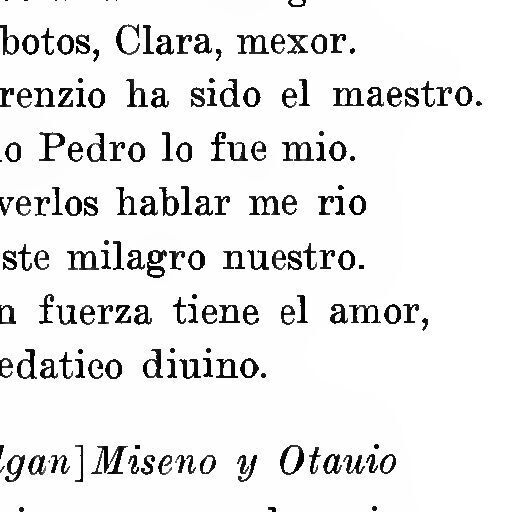 botos, Clara, mexor.
renzio ha sido el maestro.
o Pedro lo fue mio.
verlos hablar me rio
ste milagro nuestro.
n fuerza tiene el amor,
edatico diuino.
lgan] Miseno y Otauio